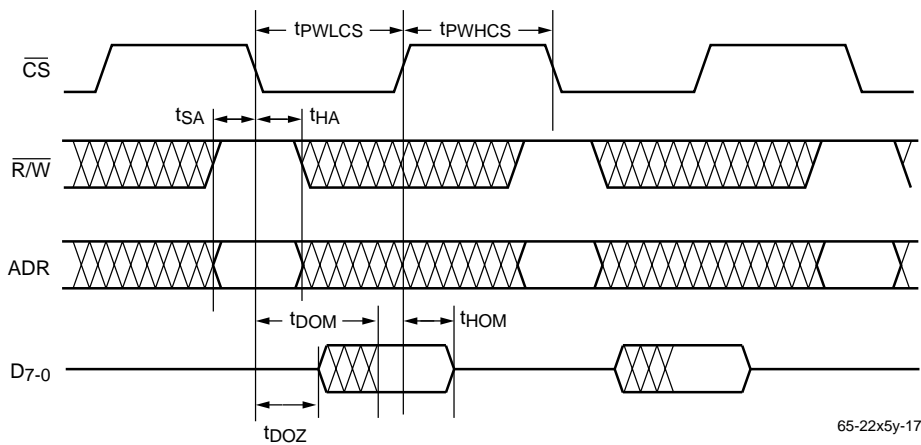 tPWLCS
tPWHCS
CS
tSA
tHA
R/W
ADR
tDOM
tHOM
D7-0
tDOZ
65-22x5y-17